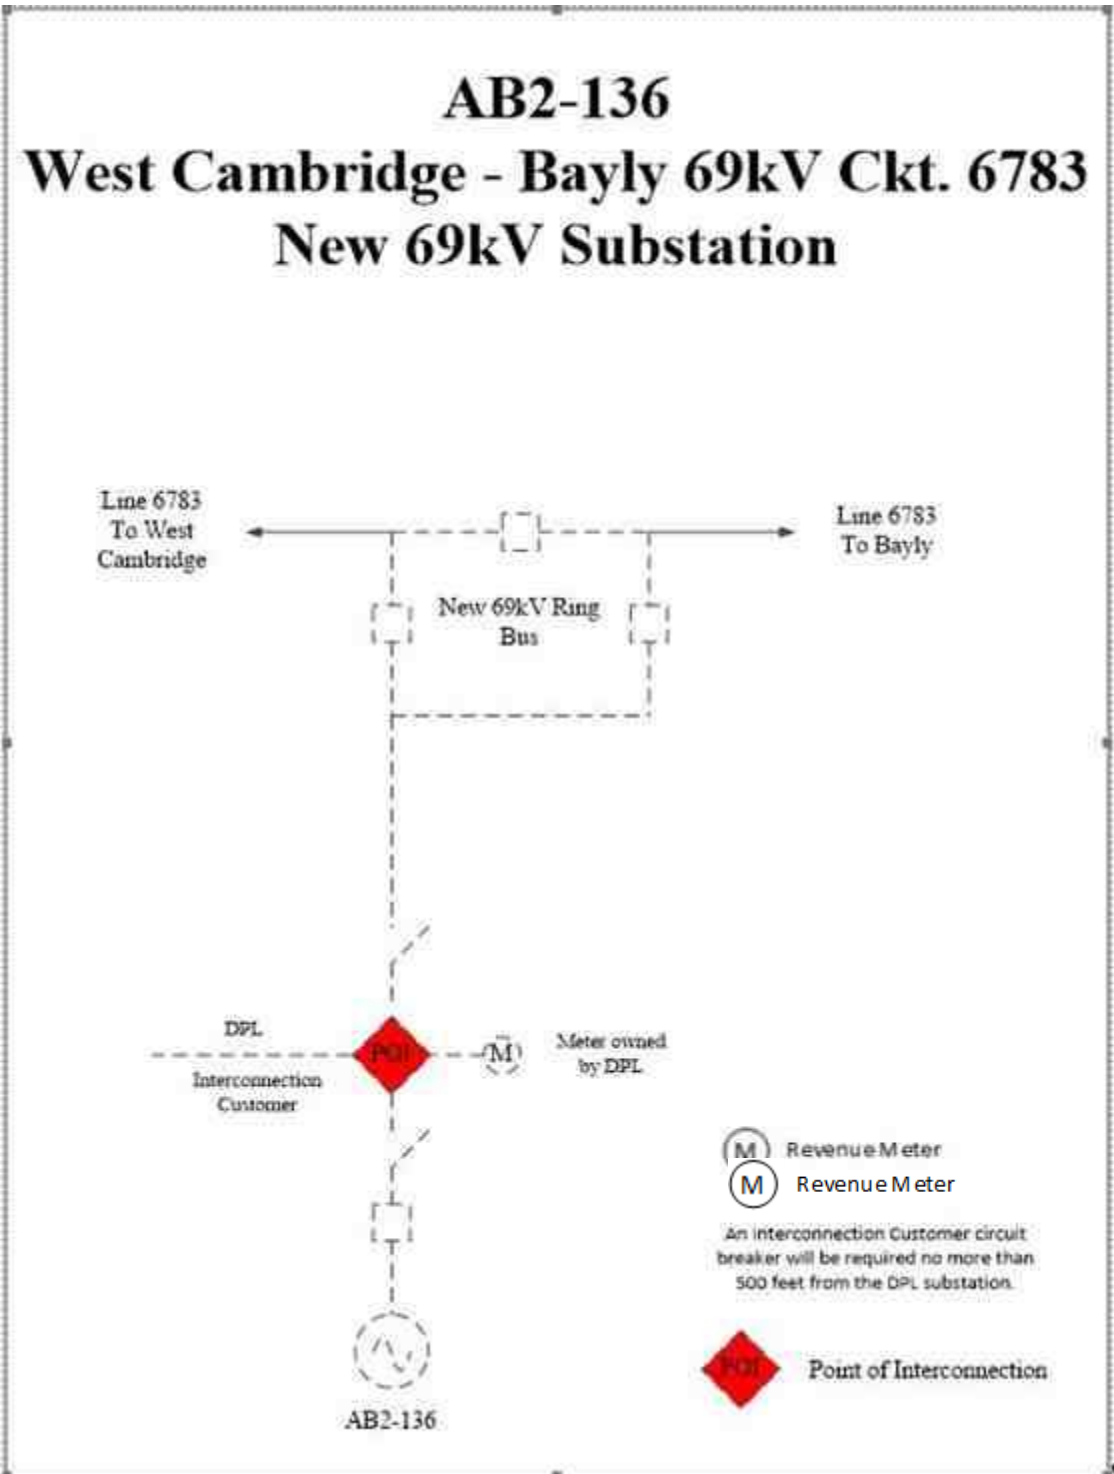 AB2-136
West Cambridge - Bayly 69kV Ckt. 6783
New 69kV Substation
Line 6783
To West
Cambridge
Line 6783
To Bayly
New 69kV Ring
Bus
DPL
Interconnection
Customer
POI
M
Meter owned
by DPL
M Revenue Meter
M Revenue Meter
An Interconnection Customer circuit
breaker will be required no more than
500 feet from the DPL substation.
POI Point of Interconnection
AB2-136